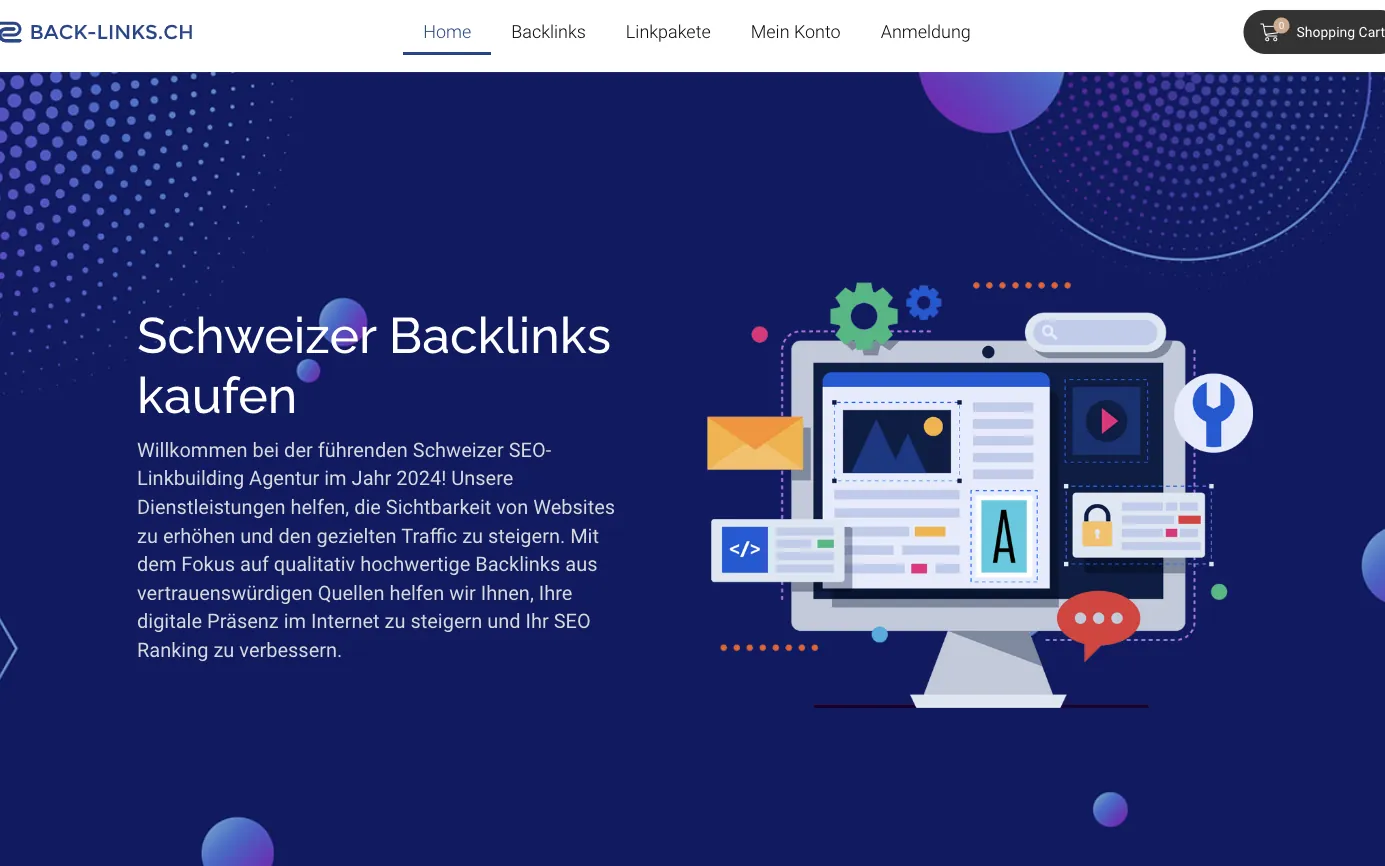 BACK-LINKS.CH
Home
Backlinks
Linkpakete
Mein Konto
Anmeldung
0
Shopping Cart
Schweizer Backlinks
kaufen
Willkommen bei der führenden Schweizer SEO-
Linkbuilding Agentur im Jahr 2024! Unsere
Dienstleistungen helfen, die Sichtbarkeit von Websites
zu erhöhen und den gezielten Traffic zu steigern. Mit
dem Fokus auf qualitativ hochwertige Backlinks aus
vertrauenswürdigen Quellen helfen wir Ihnen, Ihre
digitale Präsenz im Internet zu steigern und Ihr SEO
Ranking zu verbessern.
A
</>